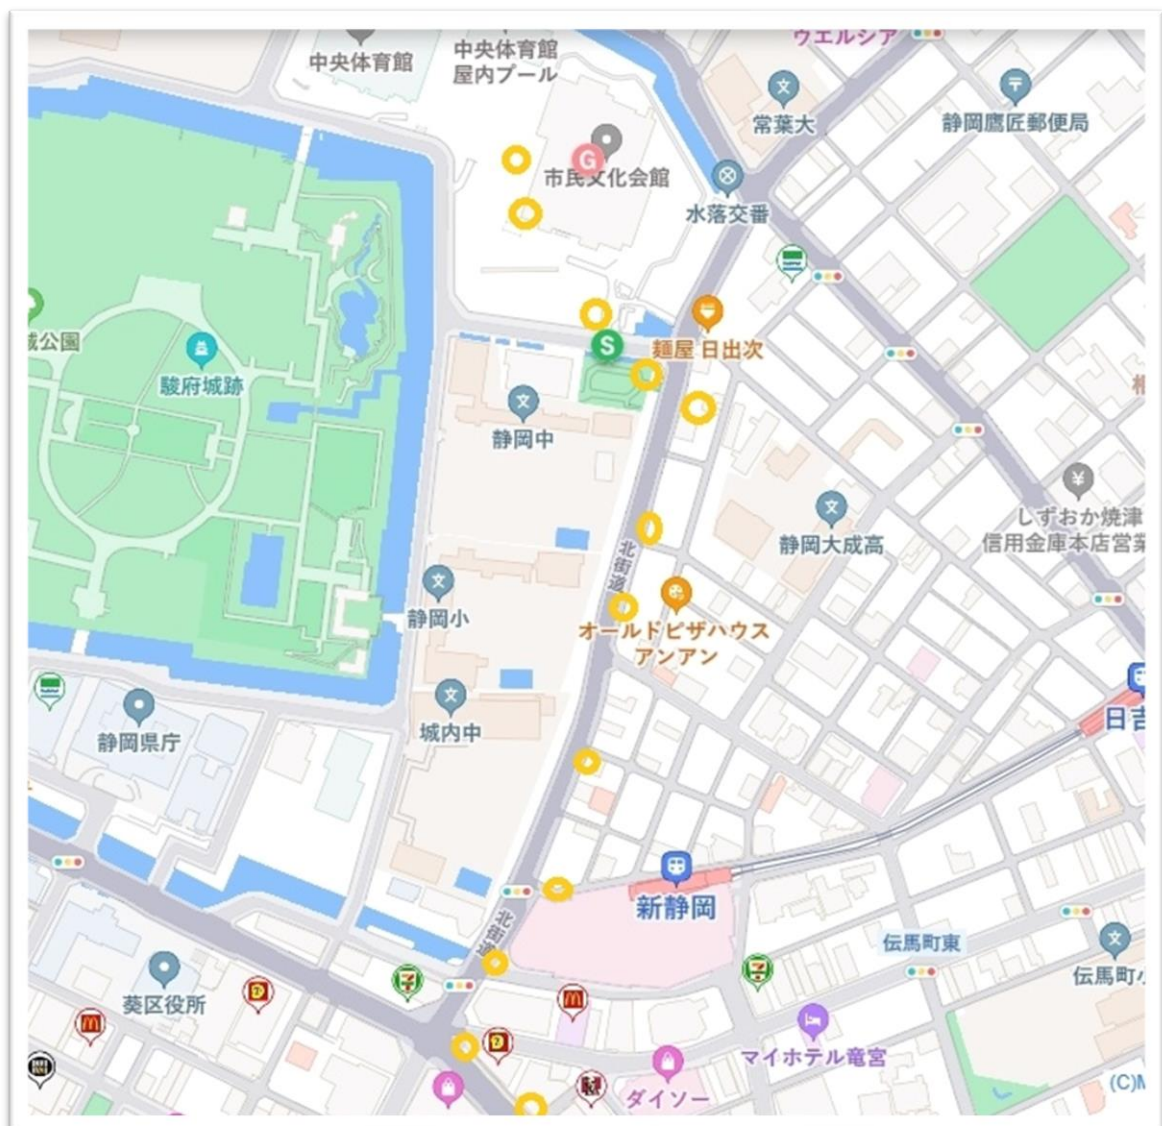 ウエルシア
中央体育館
中央体育館
屋内プール
常葉大
静岡鷹匠郵便局
G
市民文化会館
水落交番
城公園
駿府城跡
S
麺屋 日出次
静岡中
しずおか焼津
信用金庫本店営業
静岡大成高
北街道
静岡小
オールドピザハウス
アンアン
静岡県庁
城内中
日吉
新静岡
北街道
伝馬町東
葵区役所
伝馬町小
マイホテル竜宮
ダイソー
(C)